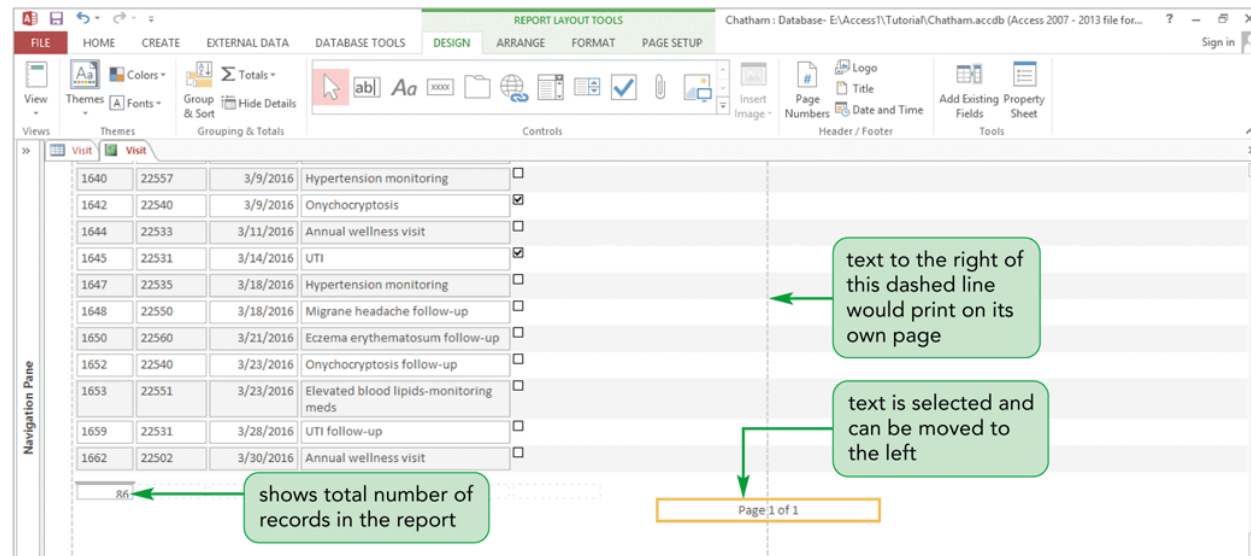 REPORT LAYOUT TOOLS Chatham : Database- E:\Access1\Tutorial\Chatham.accdb (Access 2007 - 2013 file for... ?
FILE HOME CREATE EXTERNAL DATA DATABASE TOOLS DESIGN ARRANGE FORMAT PAGE SETUP Sign in
View
Views
Themes
Colors
Fonts
Themes
Group & Sort
Totals
Hide Details
Grouping & Totals
ab|
Aa
xxxx
Controls
Insert Image
Page Numbers
Logo
Title
Date and Time
Header / Footer
Add Existing Fields
Property Sheet
Tools
Visit Visit
Navigation Pane
1640 22557 3/9/2016 Hypertension monitoring
1642 22540 3/9/2016 Onychocryptosis
1644 22533 3/11/2016 Annual wellness visit
1645 22531 3/14/2016 UTI
1647 22535 3/18/2016 Hypertension monitoring
1648 22550 3/18/2016 Migrane headache follow-up
1650 22560 3/21/2016 Eczema erythematosum follow-up
1652 22540 3/23/2016 Onychocryptosis follow-up
1653 22551 3/23/2016 Elevated blood lipids-monitoring
meds
1659 22531 3/28/2016 UTI follow-up
1662 22502 3/30/2016 Annual wellness visit
86
Page 1 of 1
text to the right of
this dashed line
would print on its
own page
text is selected and
can be moved to
the left
shows total number of
records in the report